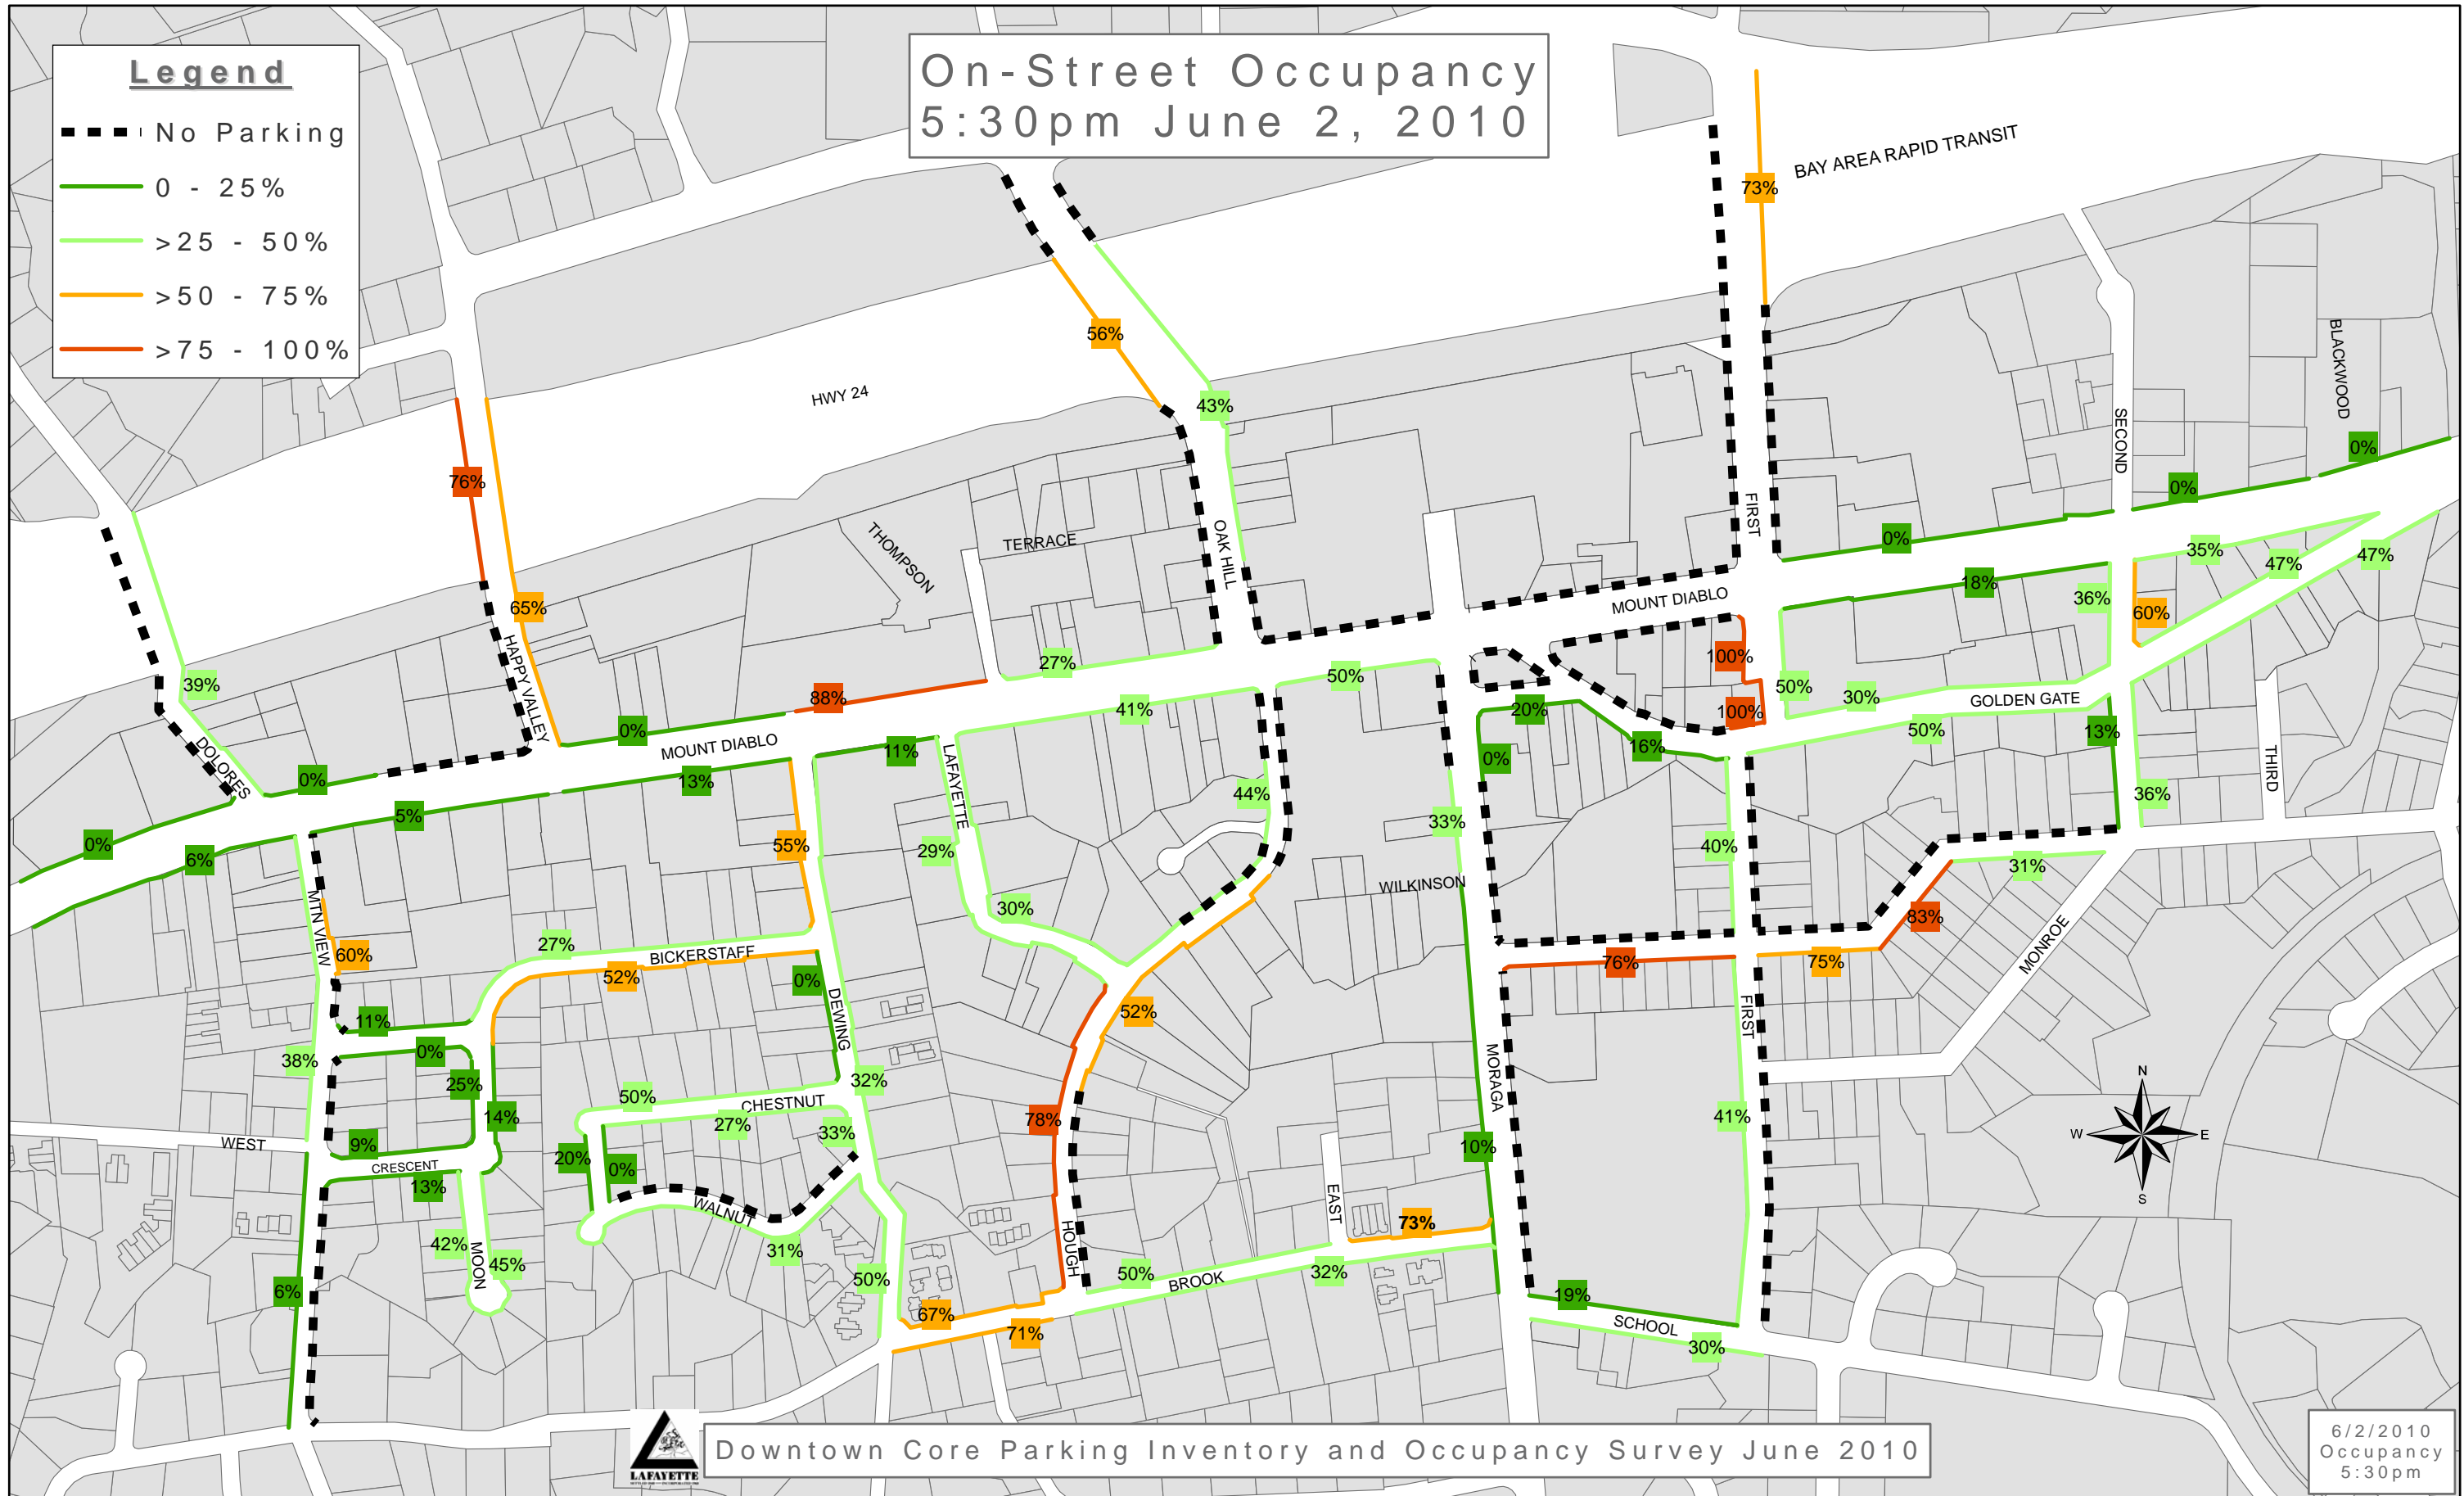 Legend
No Parking
0 - 25%
>25 - 50%
>50 - 75%
>75 - 100%
On-Street Occupancy
5:30pm June 2, 2010
BAY AREA RAPID TRANSIT
73%
56%
HWY 24
43%
BLACKWOOD
SECOND
0%
0%
76%
FIRST
0%
THOMPSON
TERRACE
OAK HILL
35%
47%
47%
18%
36%
60%
65%
MOUNT DIABLO
HAPPY VALLEY
39%
27%
50%
100%
50%
30%
GOLDEN GATE
88%
41%
20%
100%
0%
MOUNT DIABLO
11%
16%
50%
13%
DOLORES
0%
13%
LAFAYETTE
0%
THIRD
5%
44%
33%
36%
0%
6%
55%
29%
40%
31%
WILKINSON
MTN VIEW
30%
83%
27%
BICKERSTAFF
60%
52%
0%
76%
75%
MONROE
DEWING
52%
FIRST
11%
0%
38%
25%
32%
MORAGA
50%
CHESTNUT
14%
27%
33%
78%
41%
N
W
E
S
WEST
9%
CRESCENT
20%
0%
10%
13%
WALNUT
EAST
73%
42%
MOON
45%
31%
50%
HOUGH
50%
BROOK
32%
6%
67%
71%
19%
SCHOOL
30%
LAFAYETTE
Downtown Core Parking Inventory and Occupancy Survey June 2010
6/2/2010
Occupancy
5:30pm